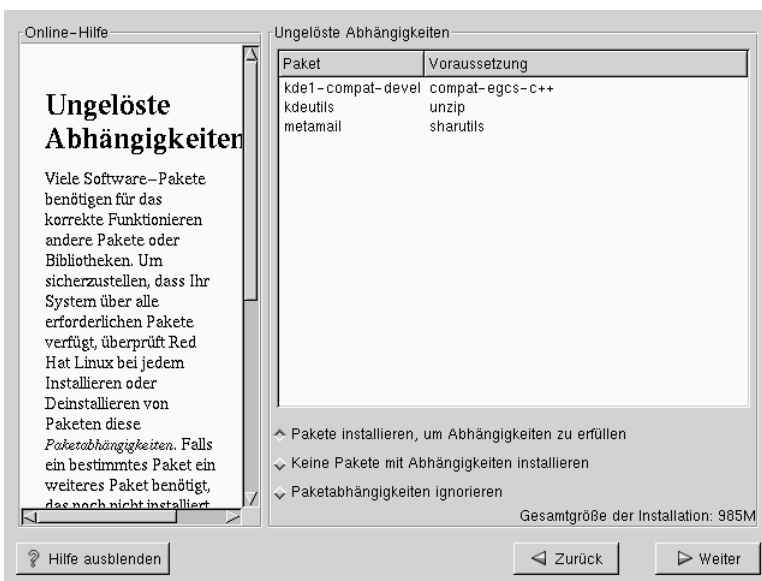 Online-Hilfe
Ungelöste
Abhängigkeiten
Viele Software-Pakete
benötigen für das
korrekte Funktionieren
andere Pakete oder
Bibliotheken. Um
sicherzustellen, dass Ihr
System über alle
erforderlichen Pakete
verfügt, überprüft Red
Hat Linux bei jedem
Installieren oder
Deinstallieren von
Paketen diese
Paketabhängigkeiten. Falls
ein bestimmtes Paket ein
weiteres Paket benötigt,
das noch nicht installiert
Ungelöste Abhängigkeiten
Paket Voraussetzung
kde1-compat-devel compat-egcs-c++
kdeutils unzip
metamail sharutils
Pakete installieren, um Abhängigkeiten zu erfüllen
Keine Pakete mit Abhängigkeiten installieren
Paketabhängigkeiten ignorieren
Gesamtgröße der Installation: 985M
Hilfe ausblenden
Zurück
Weiter